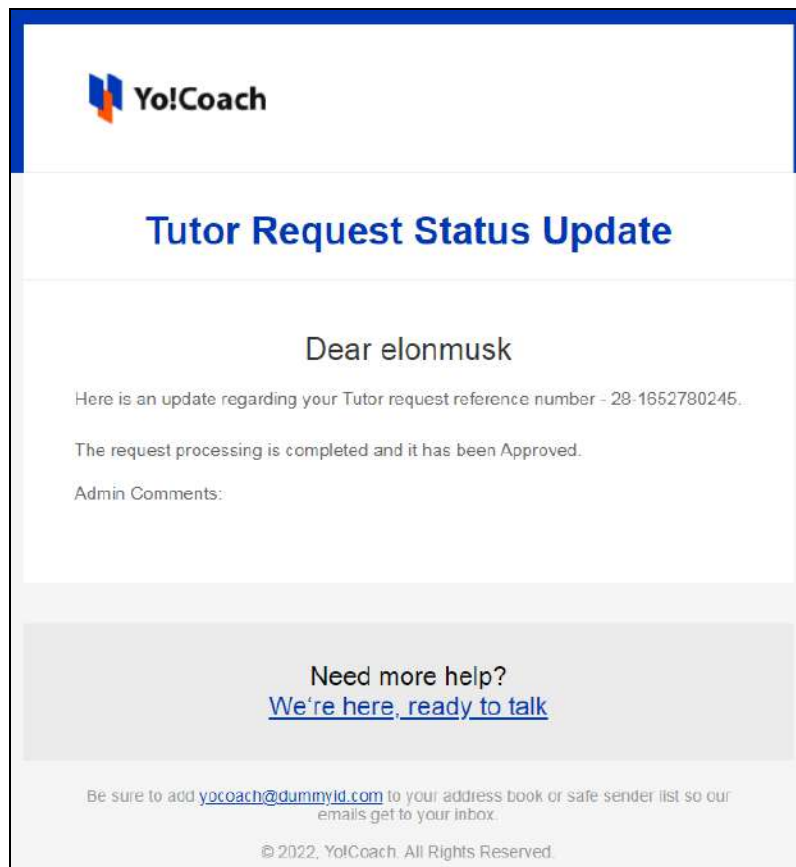 Yo!Coach
Tutor Request Status Update
Dear elonmusk
Here is an update regarding your Tutor request reference number - 28-1652780245.
The request processing is completed and it has been Approved.
Admin Comments:
Need more help?
We're here, ready to talk
Be sure to add yocoach@dummyid.com to your address book or safe sender list so our
emails get to your inbox.
© 2022, Yo!Coach. All Rights Reserved.